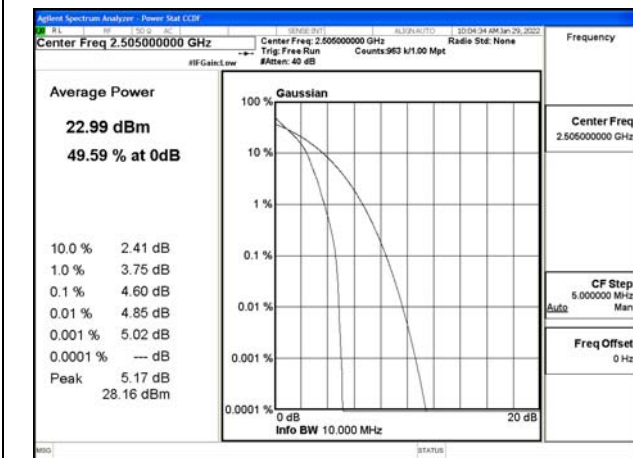 Agilent Spectrum Analyzer - Power Stat CCDF
RL RF 50 Ω AC SENSE:INT ALIGN AUTO 10:04:34 AM Jan 29, 2022
Center Freq 2.505000000 GHz
Center Freq: 2.505000000 GHz Radio Std: None
Trig: Free Run Counts:963 k/1.00 Mpt
#IFGain:Low #Atten: 40 dB
Frequency
Average Power
22.99 dBm
49.59 % at 0dB
10.0 % 2.41 dB
1.0 % 3.75 dB
0.1 % 4.60 dB
0.01 % 4.85 dB
0.001 % 5.02 dB
0.0001 % --- dB
Peak 5.17 dB
28.16 dBm
Gaussian
100 %
10 %
1 %
0.1 %
0.01 %
0.001 %
0.0001 %
0 dB 20 dB
Info BW 10.000 MHz
Center Freq
2.505000000 GHz
CF Step
5.000000 MHz
Auto Man
Freq Offset
0 Hz
MSG STATUS